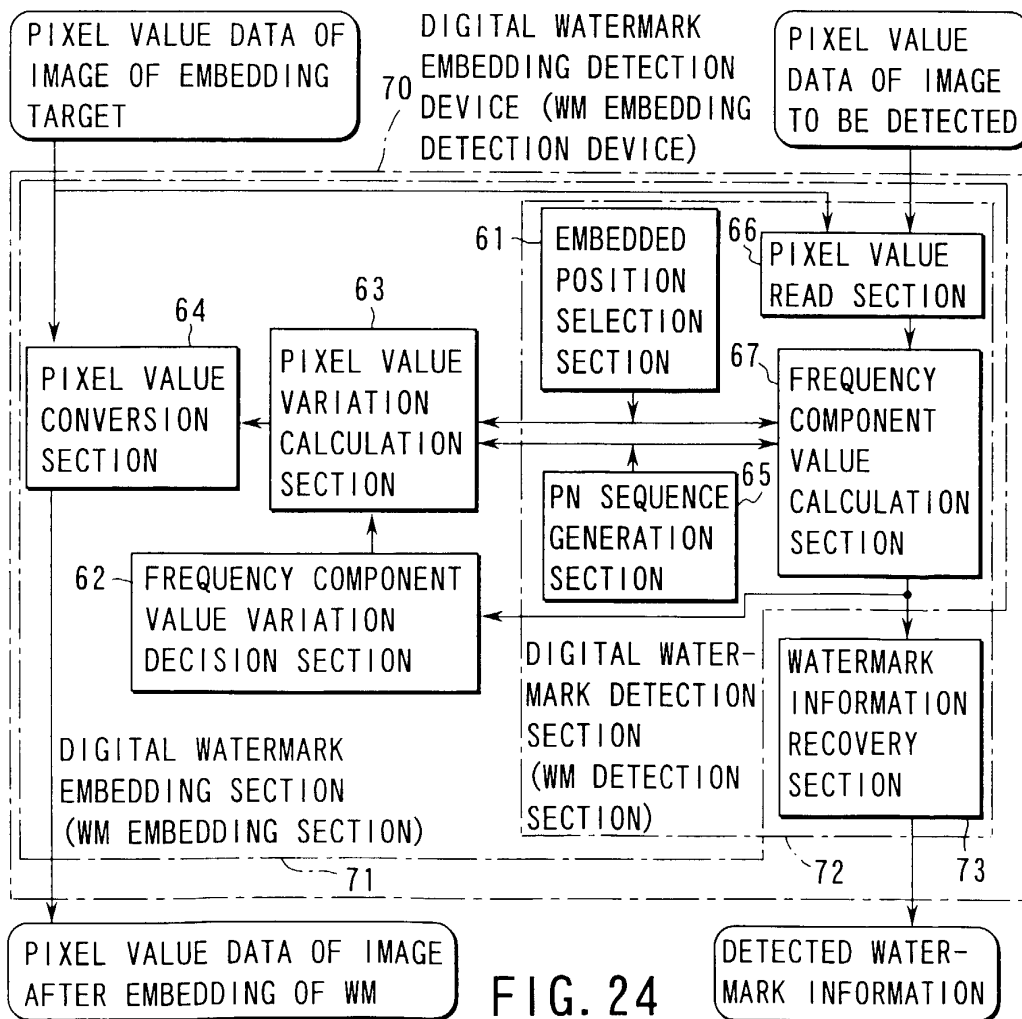 PIXEL VALUE DATA OF
IMAGE OF EMBEDDING
TARGET
70
DIGITAL WATERMARK
EMBEDDING DETECTION
DEVICE (WM EMBEDDING
DETECTION DEVICE)
PIXEL VALUE
DATA OF IMAGE
TO BE DETECTED
61
EMBEDDED
POSITION
SELECTION
SECTION
66
PIXEL VALUE
READ SECTION
64
PIXEL VALUE
CONVERSION
SECTION
63
PIXEL VALUE
VARIATION
CALCULATION
SECTION
67
FREQUENCY
COMPONENT
VALUE
CALCULATION
SECTION
65
PN SEQUENCE
GENERATION
SECTION
62
FREQUENCY COMPONENT
VALUE VARIATION
DECISION SECTION
DIGITAL WATER-
MARK DETECTION
SECTION
(WM DETECTION
SECTION)
WATERMARK
INFORMATION
RECOVERY
SECTION
DIGITAL WATERMARK
EMBEDDING SECTION
(WM EMBEDDING SECTION)
71
72
73
PIXEL VALUE DATA OF IMAGE
AFTER EMBEDDING OF WM
FIG. 24
DETECTED WATER-
MARK INFORMATION